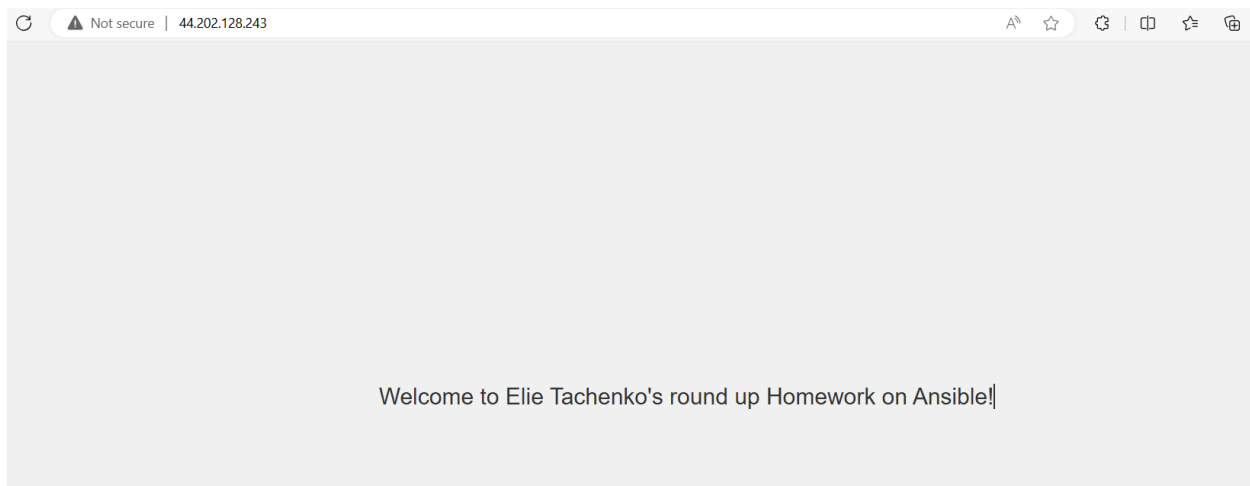 Not secure | 44.202.128.243
Welcome to Elie Tachenko's round up Homework on Ansible!